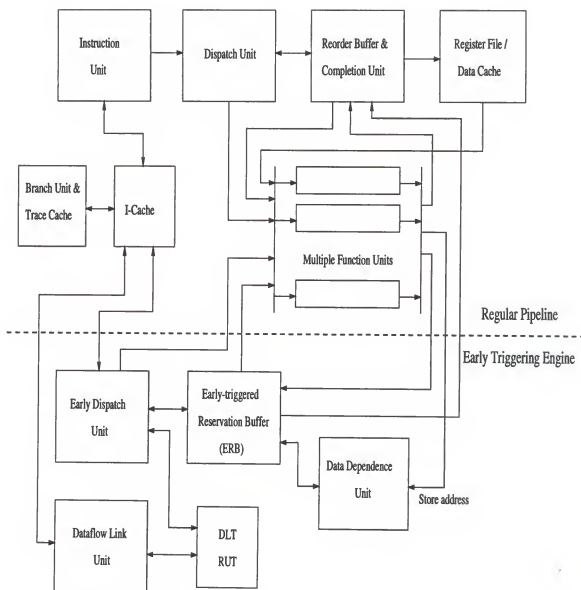 Instruction
Unit
Dispatch Unit
Reorder Buffer &
Completion Unit
Register File /
Data Cache
Branch Unit &
Trace Cache
I-Cache
Multiple Function Units
Regular Pipeline
Early Triggering Engine
Early Dispatch
Unit
Early-triggered
Reservation Buffer
(ERB)
Data Dependence
Unit
Store address
Dataflow Link
Unit
DLT
RUT